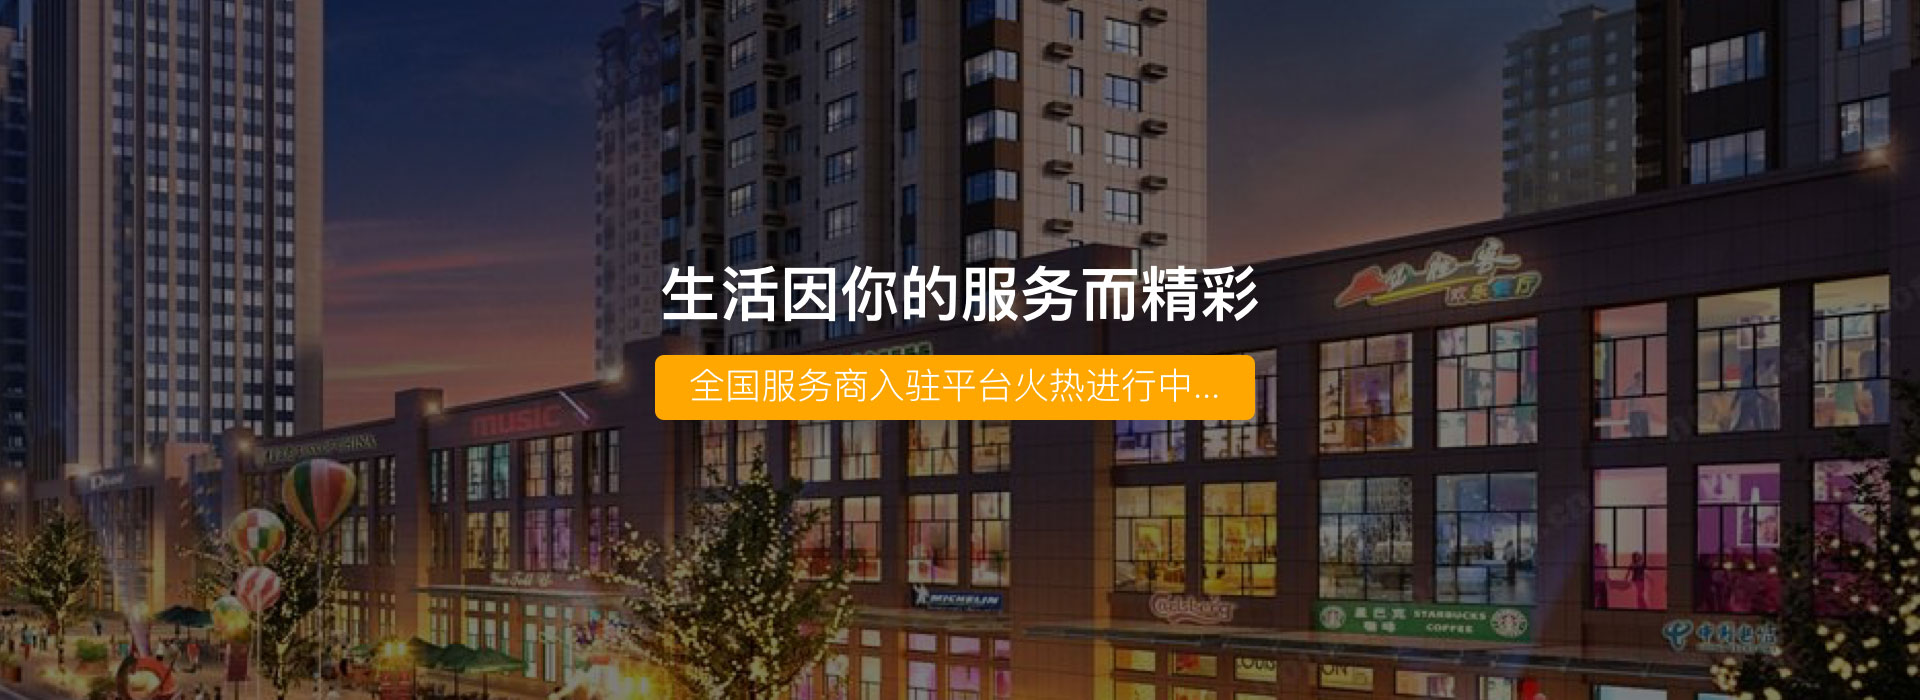 生活因你的服务而精彩
全国服务商入驻平台火热进行中...
music
MICHELIN
Carlsberg
星巴克 STARBUCKS
咖啡 COFFEE
中国电信